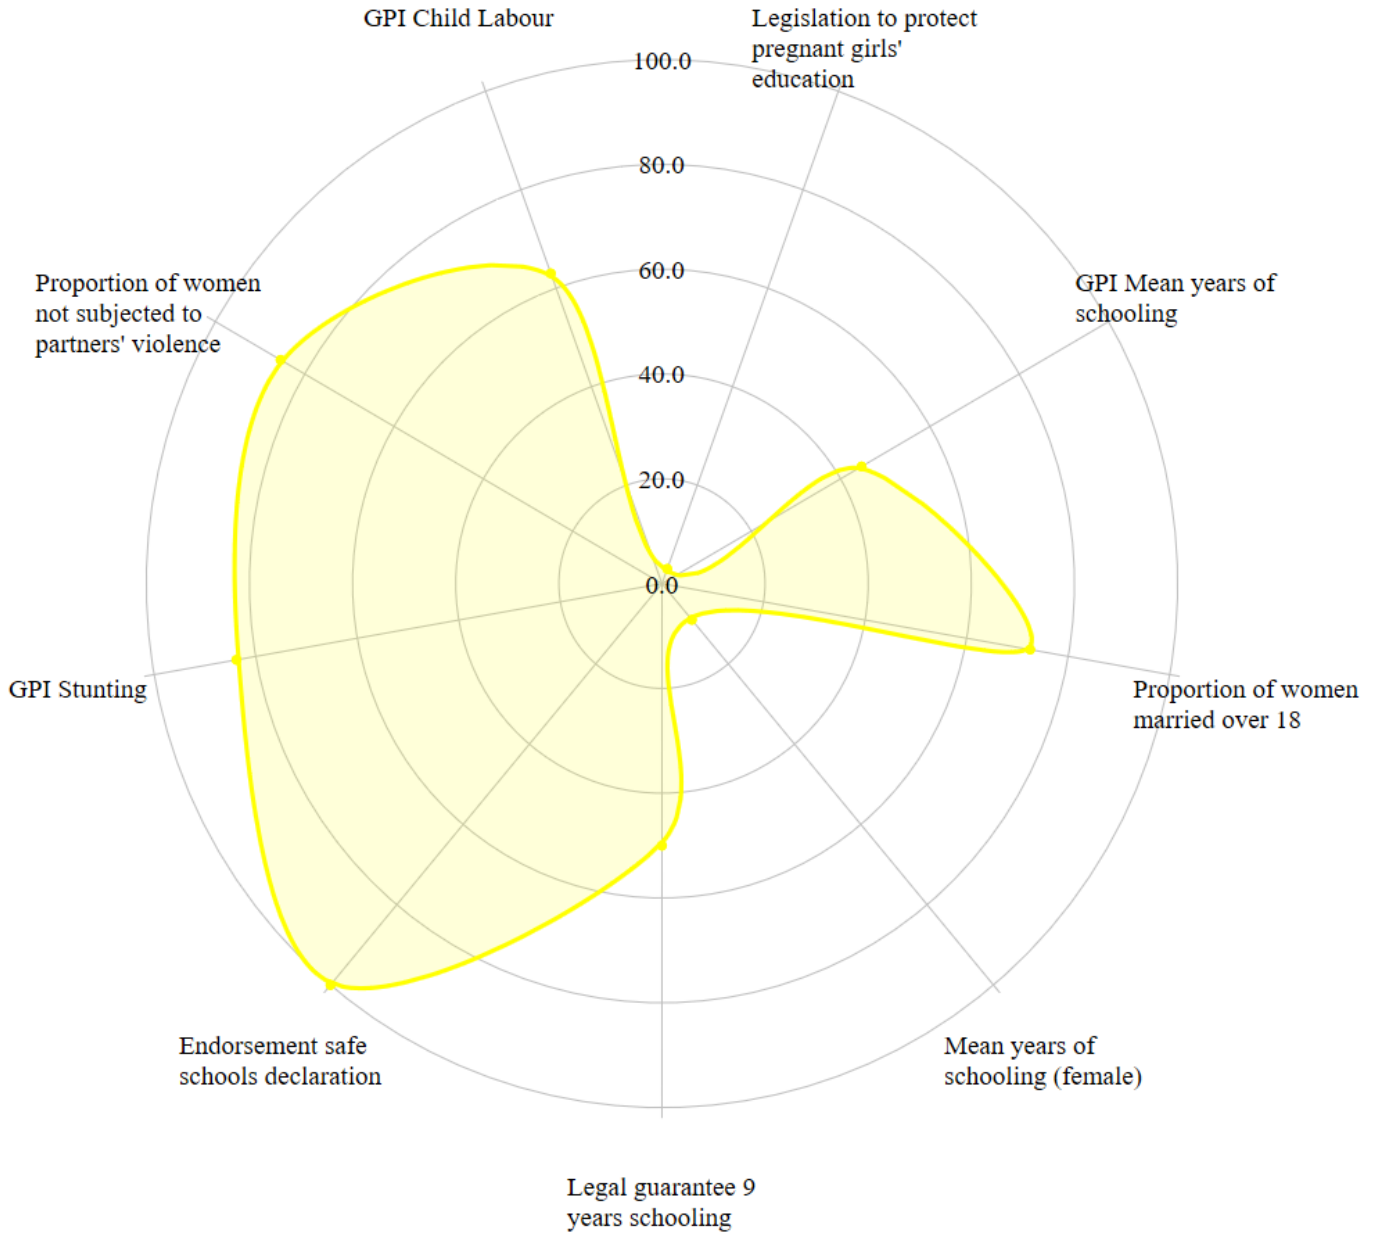 GPI Child Labour
Legislation to protect
pregnant girls'
education
100.0
80.0
60.0
40.0
20.0
0.0
Proportion of women
not subjected to
partners' violence
GPI Mean years of
schooling
GPI Stunting
Proportion of women
married over 18
Endorsement safe
schools declaration
Mean years of
schooling (female)
Legal guarantee 9
years schooling